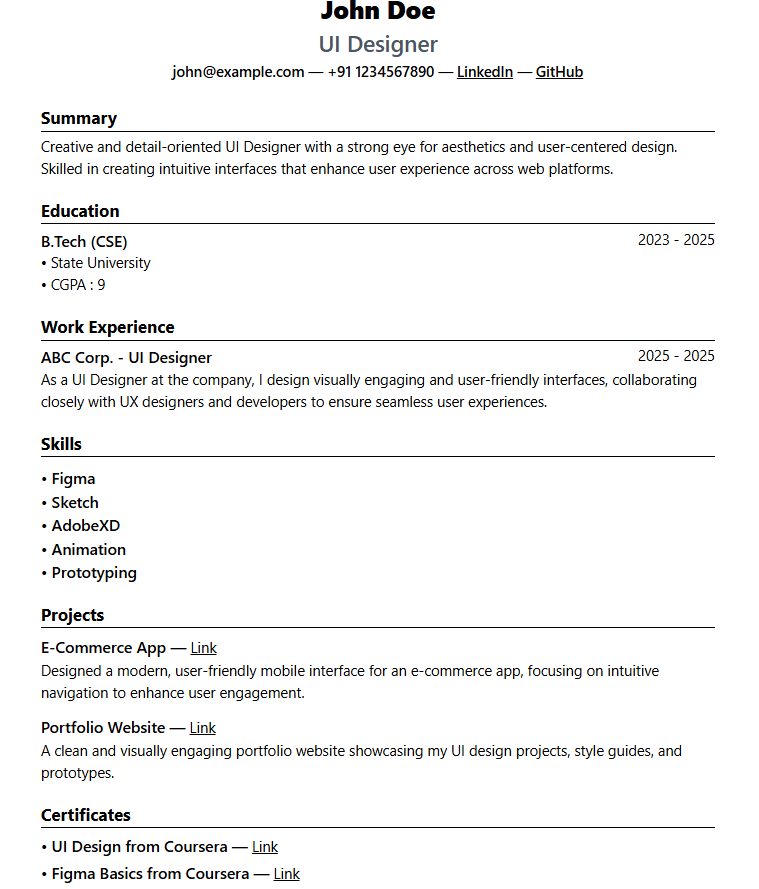 John Doe
UI Designer
john@example.com — +91 1234567890 — LinkedIn — GitHub
Summary
Creative and detail-oriented UI Designer with a strong eye for aesthetics and user-centered design.
Skilled in creating intuitive interfaces that enhance user experience across web platforms.
Education
B.Tech (CSE) 2023 - 2025
• State University
• CGPA : 9
Work Experience
ABC Corp. - UI Designer 2025 - 2025
As a UI Designer at the company, I design visually engaging and user-friendly interfaces, collaborating
closely with UX designers and developers to ensure seamless user experiences.
Skills
• Figma
• Sketch
• AdobeXD
• Animation
• Prototyping
Projects
E-Commerce App — Link
Designed a modern, user-friendly mobile interface for an e-commerce app, focusing on intuitive
navigation to enhance user engagement.
Portfolio Website — Link
A clean and visually engaging portfolio website showcasing my UI design projects, style guides, and
prototypes.
Certificates
• UI Design from Coursera — Link
• Figma Basics from Coursera — Link